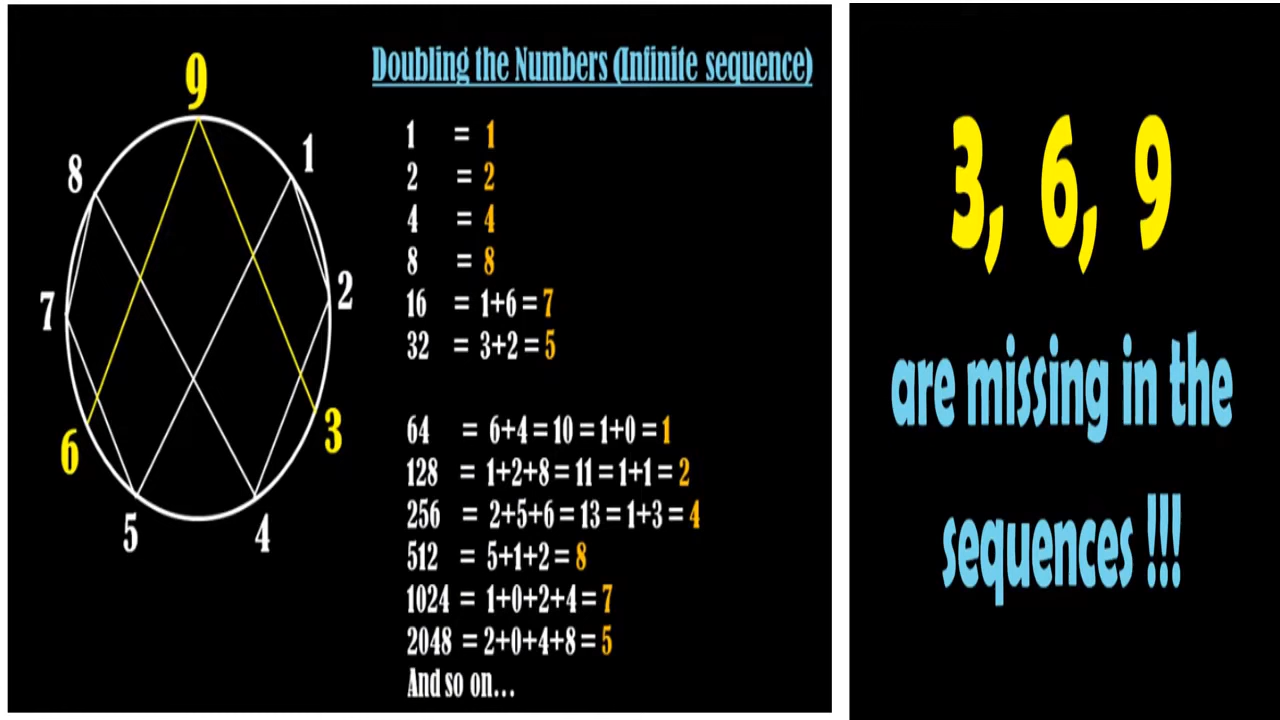 Doubling the Numbers (Infinite sequence)
9
1
8
2
7
3
6
5
4
1 = 1
2 = 2
4 = 4
8 = 8
16 = 1+6 = 7
32 = 3+2 = 5
64 = 6+4 = 10 = 1+0 = 1
128 = 1+2+8 = 11 = 1+1 = 2
256 = 2+5+6 = 13 = 1+3 = 4
512 = 5+1+2 = 8
1024 = 1+0+2+4 = 7
2048 = 2+0+4+8 = 5
And so on...
3, 6, 9
are missing in the
sequences !!!